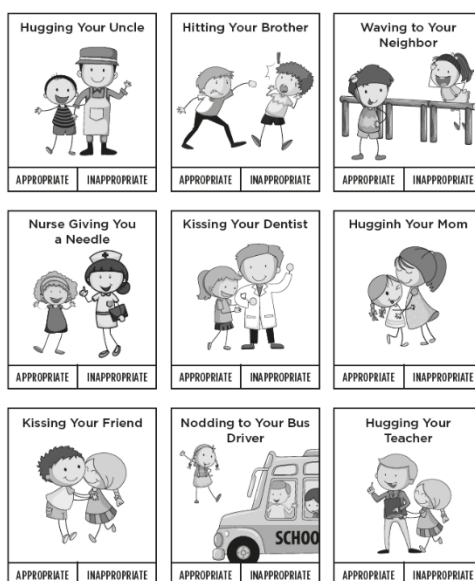 Hugging Your Uncle
APPROPRIATE INAPPROPRIATE
Hitting Your Brother
APPROPRIATE INAPPROPRIATE
Waving to Your
Neighbor
APPROPRIATE INAPPROPRIATE
Nurse Giving You
a Needle
APPROPRIATE INAPPROPRIATE
Kissing Your Dentist
APPROPRIATE INAPPROPRIATE
Hugginh Your Mom
APPROPRIATE INAPPROPRIATE
Kissing Your Friend
APPROPRIATE INAPPROPRIATE
Nodding to Your Bus
Driver
SCHOO
APPROPRIATE INAPPROPRIATE
Hugging Your
Teacher
APPROPRIATE INAPPROPRIATE